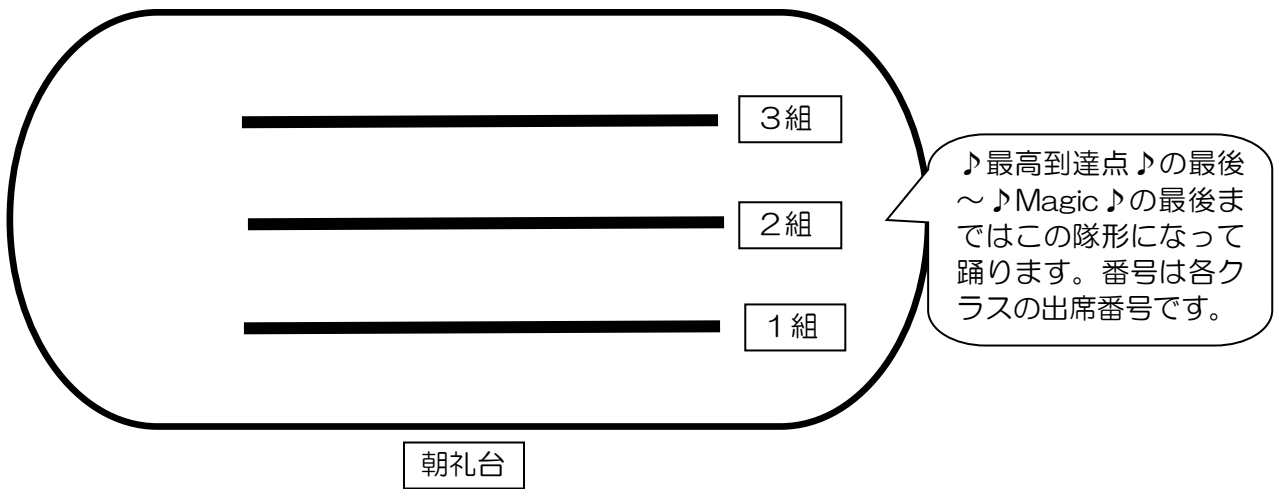 3組
♪最高到達点♪の最後
～♪Magic♪の最後ま
ではこの隊形になって
踊ります。番号は各ク
ラスの出席番号です。
2組
1組
朝礼台